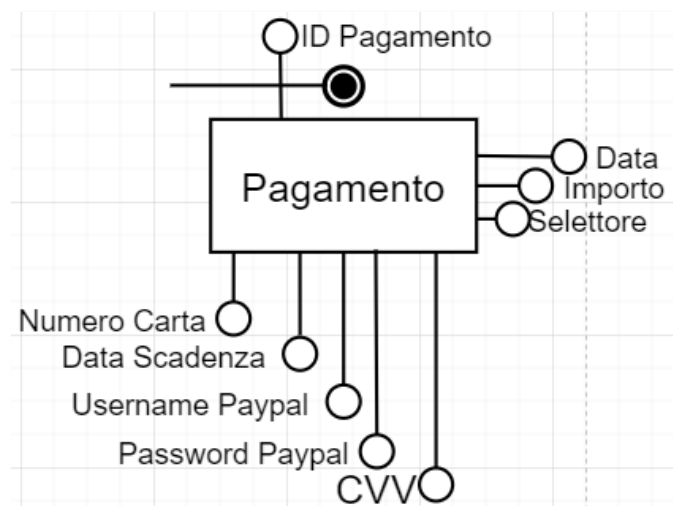 ID Pagamento
Pagamento
Data
Importo
Selettore
Numero Carta
Data Scadenza
Username Paypal
Password Paypal
CVV